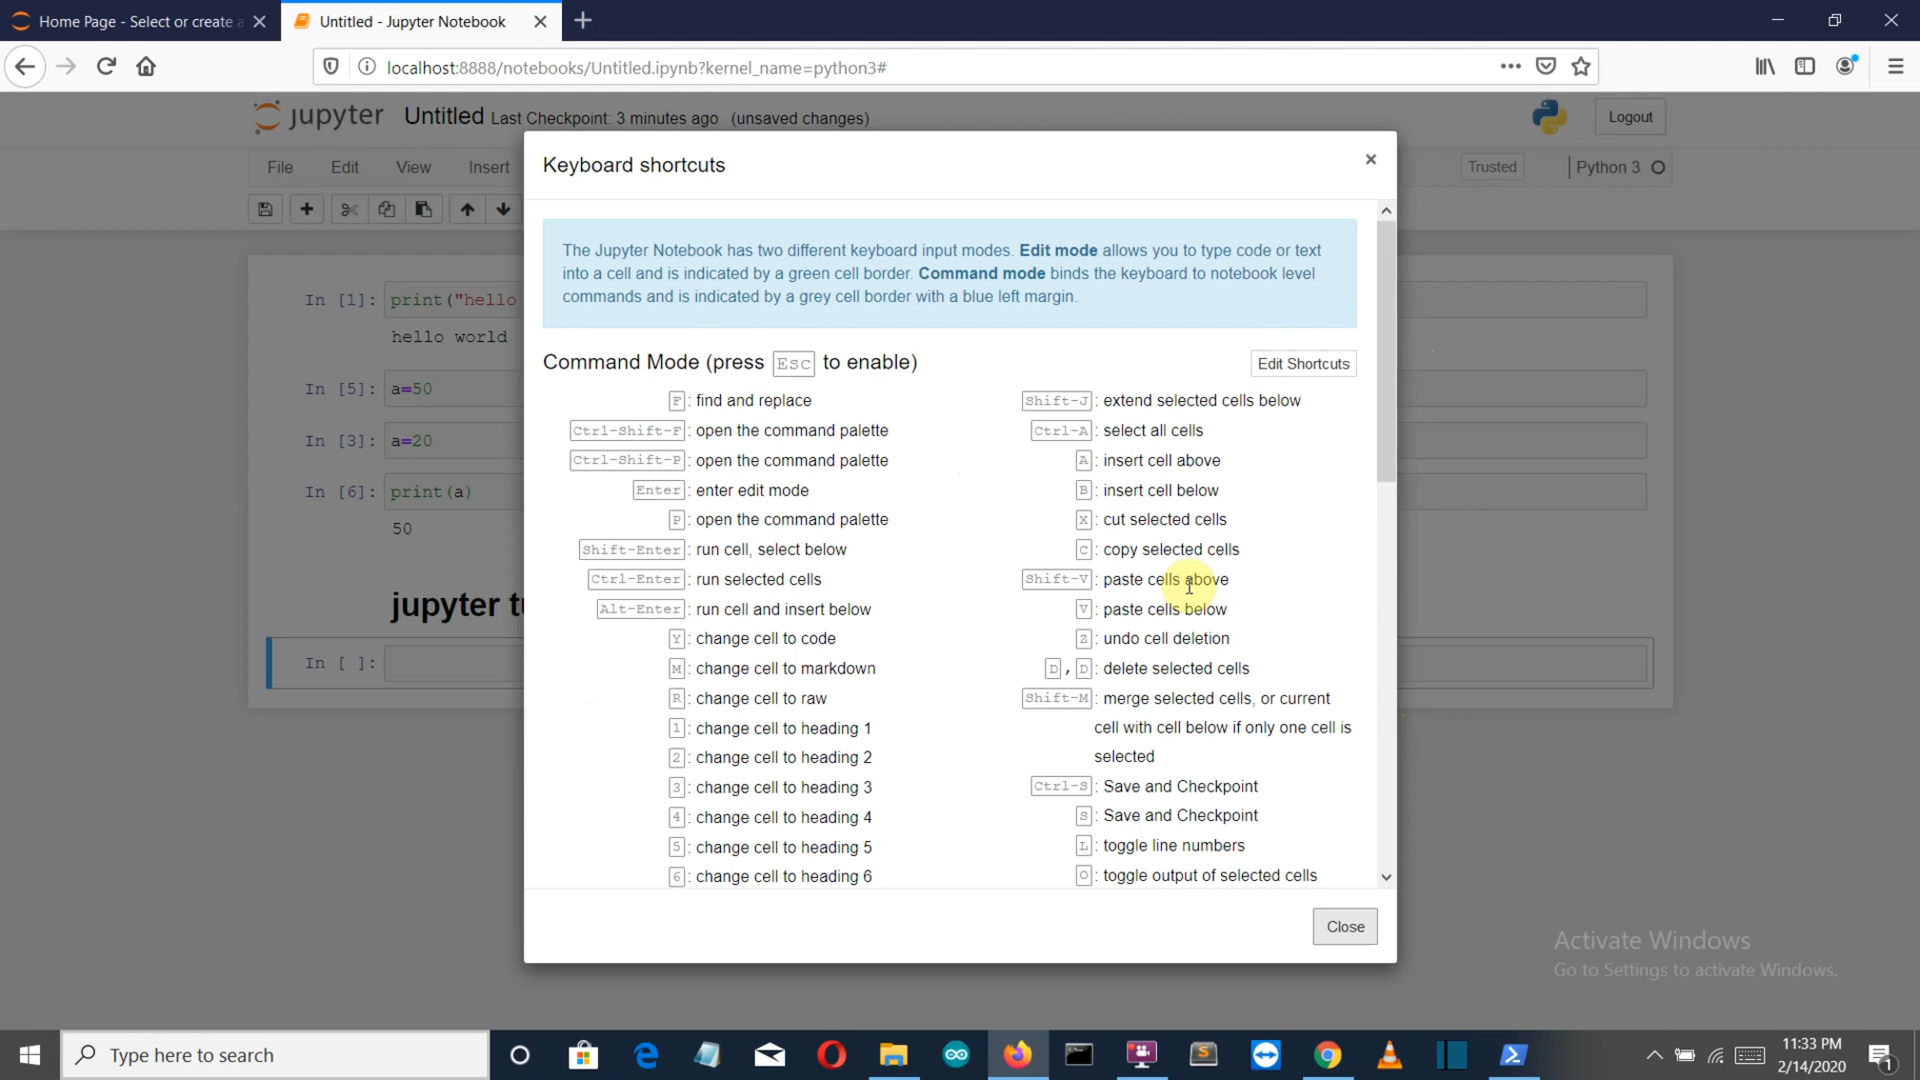 Home Page - Select or create a
Untitled - Jupyter Notebook
localhost:8888/notebooks/Untitled.ipynb?kernel_name=python3#
jupyter Untitled Last Checkpoint: 3 minutes ago (unsaved changes)
Logout
File Edit View Insert
Trusted
Python 3
Keyboard shortcuts
×
The Jupyter Notebook has two different keyboard input modes. Edit mode allows you to type code or text
into a cell and is indicated by a green cell border. Command mode binds the keyboard to notebook level
commands and is indicated by a grey cell border with a blue left margin.
Command Mode (press Esc to enable)
Edit Shortcuts
F : find and replace
Ctrl-Shift-F : open the command palette
Ctrl-Shift-P : open the command palette
Enter : enter edit mode
P : open the command palette
Shift-Enter : run cell, select below
Ctrl-Enter : run selected cells
Alt-Enter : run cell and insert below
Y : change cell to code
M : change cell to markdown
R : change cell to raw
1 : change cell to heading 1
2 : change cell to heading 2
3 : change cell to heading 3
4 : change cell to heading 4
5 : change cell to heading 5
6 : change cell to heading 6
Shift-J : extend selected cells below
Ctrl-A : select all cells
A : insert cell above
B : insert cell below
X : cut selected cells
C : copy selected cells
Shift-V : paste cells above
V : paste cells below
Z : undo cell deletion
D , D : delete selected cells
Shift-M : merge selected cells, or current
cell with cell below if only one cell is
selected
Ctrl-S : Save and Checkpoint
S : Save and Checkpoint
L : toggle line numbers
O : toggle output of selected cells
Close
In [1]: print("hello
hello world
In [5]: a=50
In [3]: a=20
In [6]: print(a)
50
jupyter t
In [ ]:
Activate Windows
Go to Settings to activate Windows.
Type here to search
11:33 PM
2/14/2020
1